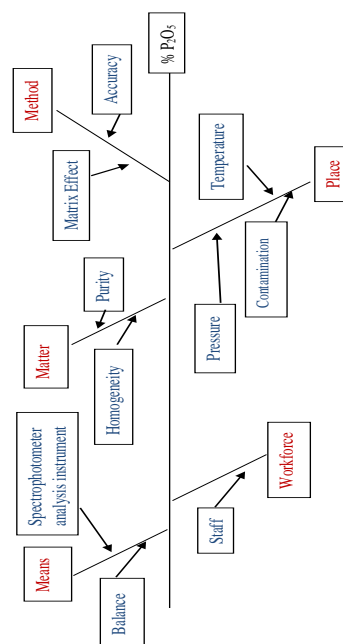 Means
Matter
Method
Spectrophotometer
analysis instrument
Purity
Accuracy
Balance
Homogeneity
Matrix Effect
% P₂O₅
Staff
Pressure
Temperature
Workforce
Contamination
Place